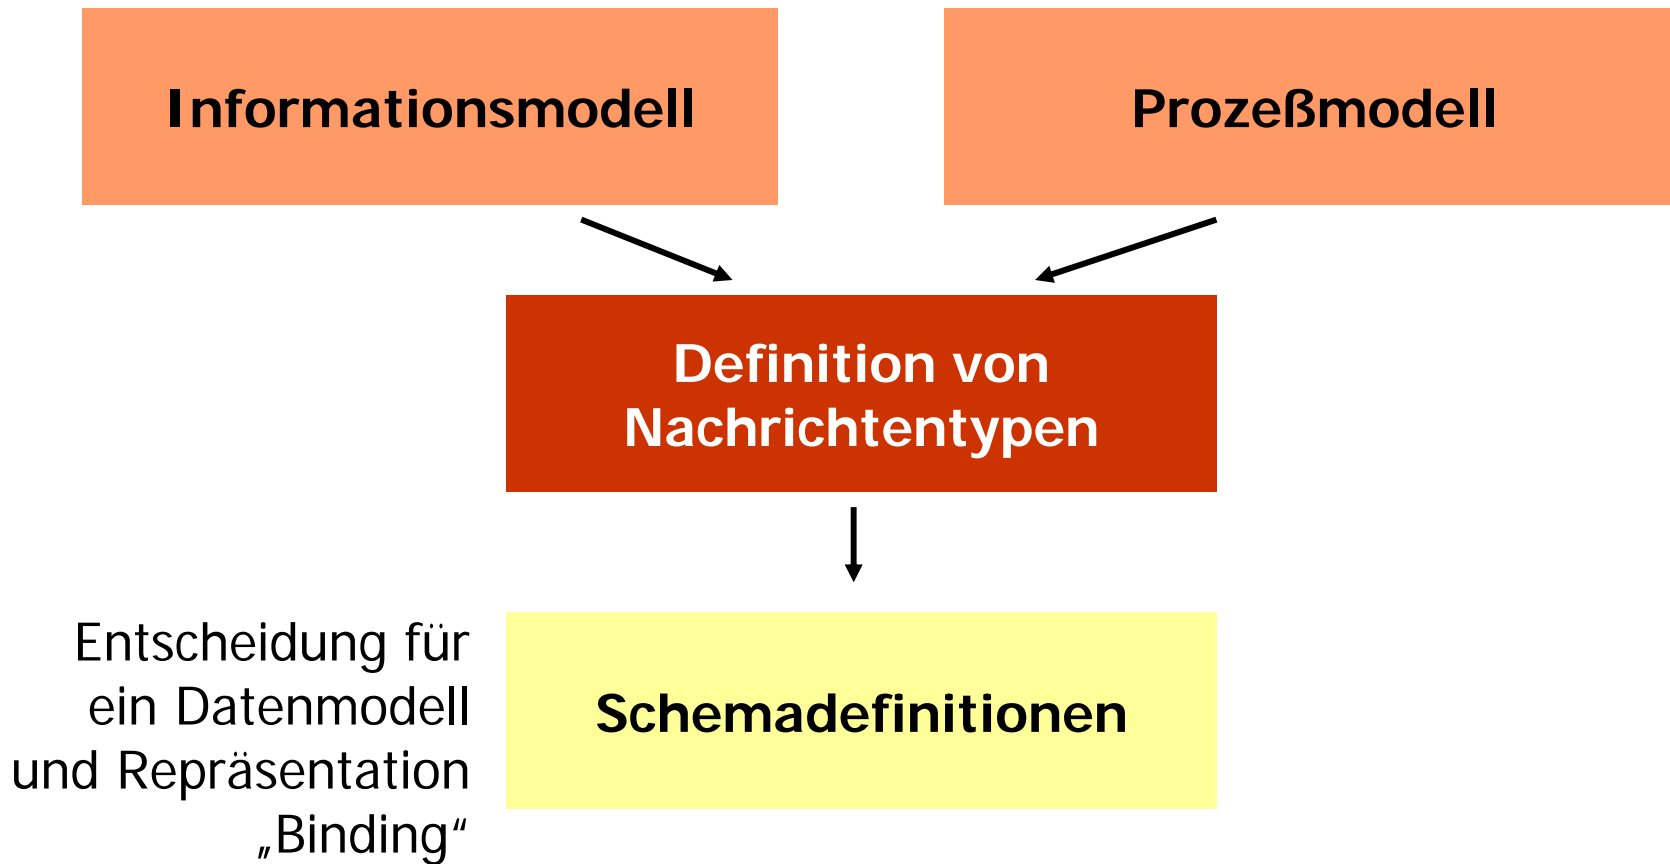 Informationsmodell
Prozeßmodell
Definition von
Nachrichtentypen
Entscheidung für
ein Datenmodell
und Repräsentation
„Binding“
Schemadefinitionen